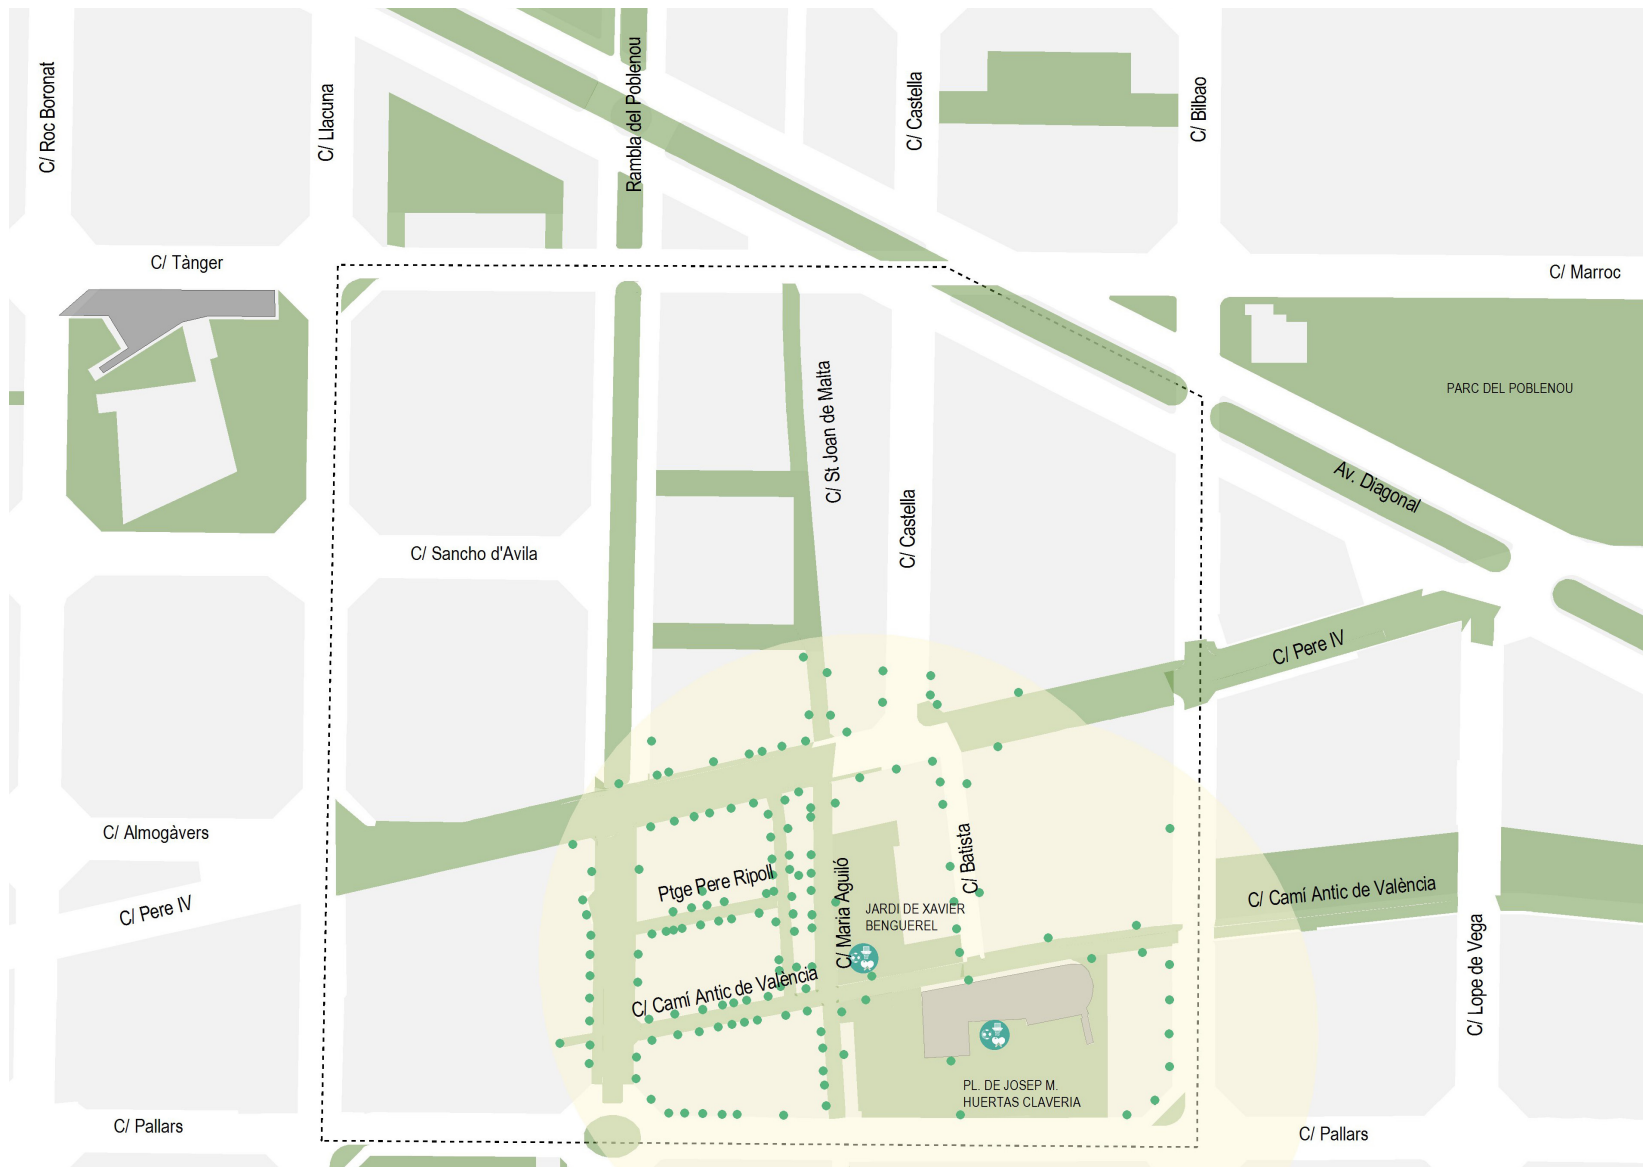 C/ Roc Boronat
C/ Llacuna
Rambla del Poblenou
C/ Castella
C/ Bilbao
C/ Tànger
C/ Marroc
PARC DEL POBLENOU
C/ St Joan de Malta
Av. Diagonal
C/ Castella
C/ Sancho d'Avila
C/ Pere IV
C/ Almogàvers
C/ Batista
Ptge Pere Ripoll
C/ Maria Aguiló
C/ Camí Antic de València
C/ Pere IV
JARDI DE XAVIER
BENGUEREL
C/ Lope de Vega
C/ Camí Antic de València
PL. DE JOSEP M.
HUERTAS CLAVERIA
C/ Pallars
C/ Pallars